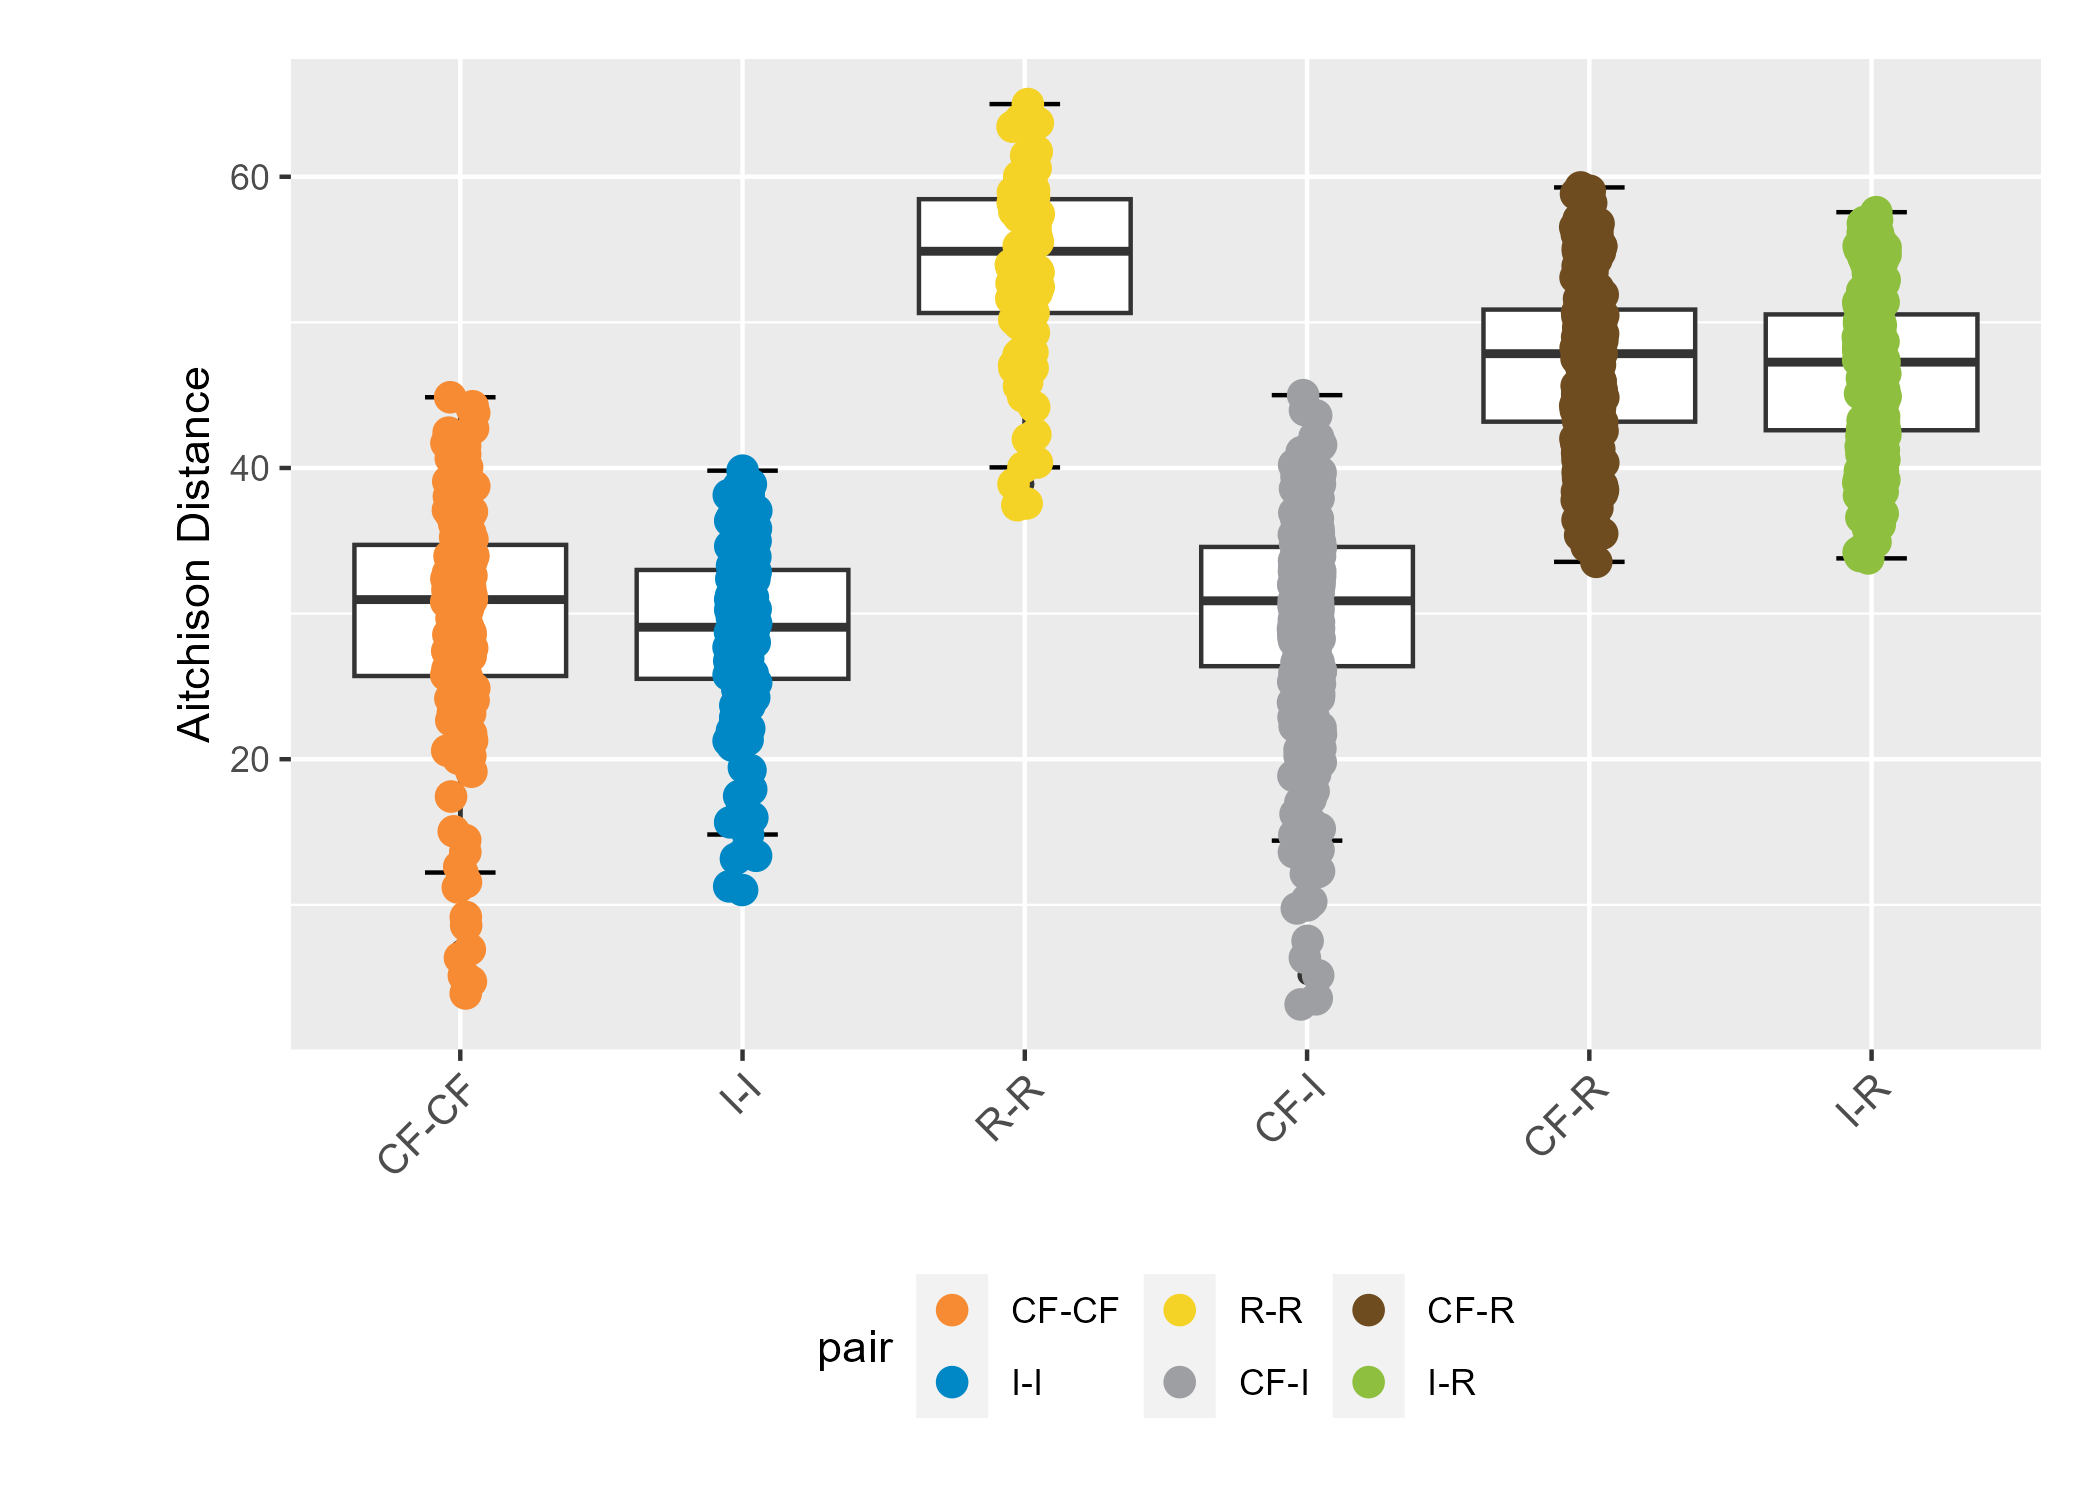 Aitchison Distance
60
40
20
CF-CF
I-I
R-R
CF-I
CF-R
I-R
pair
CF-CF
R-R
CF-R
I-I
CF-I
I-R